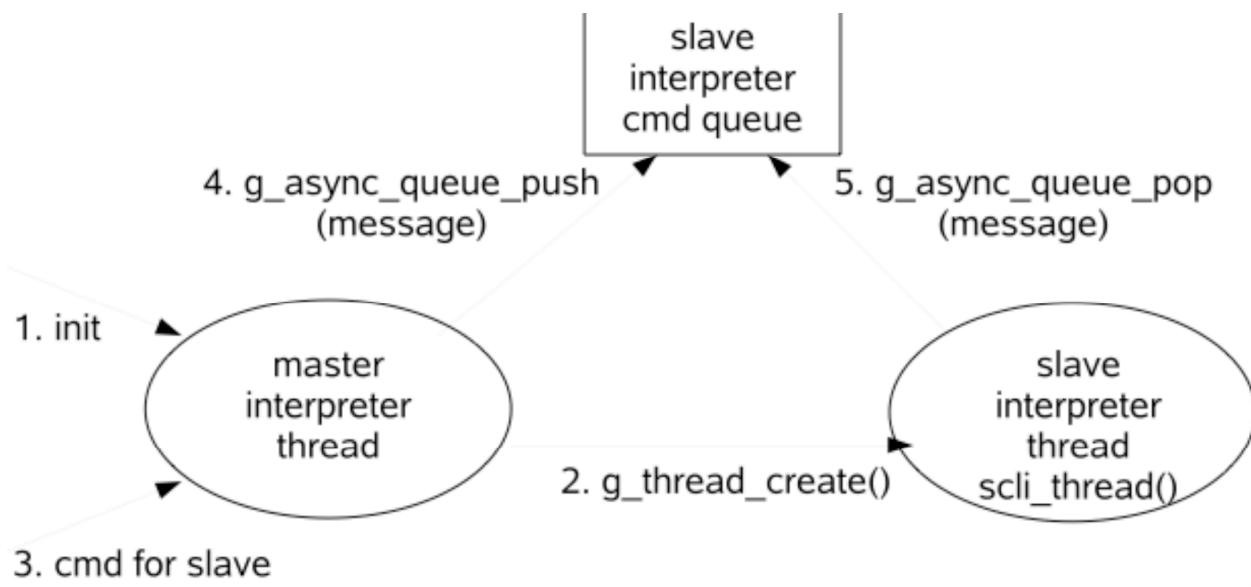 slave
interpreter
cmd queue
4. g_async_queue_push
(message)
5. g_async_queue_pop
(message)
1. init
master
interpreter
thread
slave
interpreter
thread
scli_thread()
2. g_thread_create()
3. cmd for slave